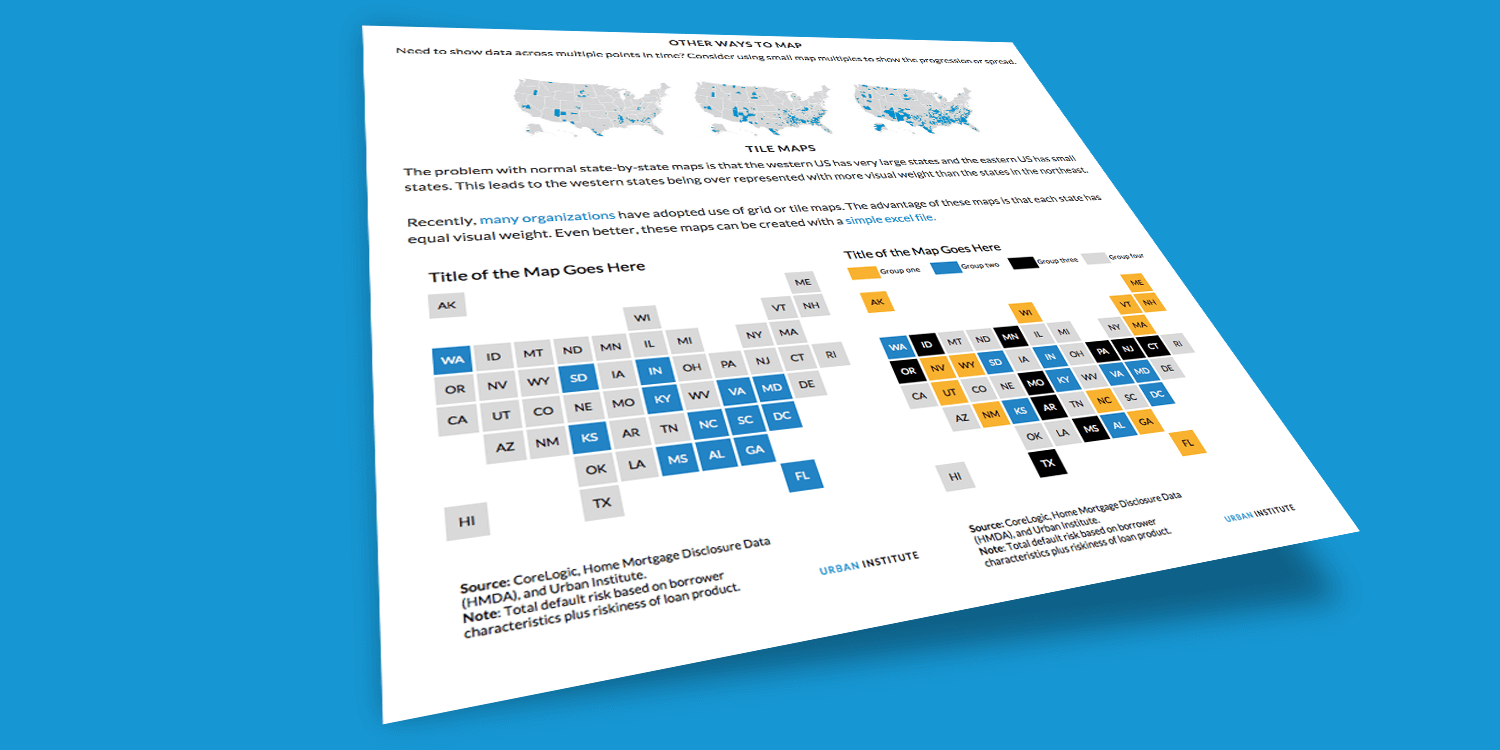 OTHER WAYS TO MAP
Need to show data across multiple points in time? Consider using small map multiples to show the progression or spread.
TILE MAPS
The problem with normal state-by-state maps is that the western US has very large states and the eastern US has small
states. This leads to the western states being over represented with more visual weight than the states in the northeast.
Recently, many organizations have adopted use of grid or tile maps. The advantage of these maps is that each state has
equal visual weight. Even better, these maps can be created with a simple excel file.
Title of the Map Goes Here
AK
ME
WI
VT NH
WA ID MT ND MN IL MI NY MA
OR NV WY SD IA IN OH PA NJ CT RI
CA UT CO NE MO KY WV VA MD DE
AZ NM KS AR TN NC SC DC
OK LA MS AL GA
HI TX FL
Source: CoreLogic, Home Mortgage Disclosure Data
(HMDA), and Urban Institute.
Note: Total default risk based on borrower
characteristics plus riskiness of loan product.
URBAN INSTITUTE
Title of the Map Goes Here
Group one Group two Group three Group four
AK
ME
WI
VT NH
WA ID MT ND MN IL MI NY MA
OR NV WY SD IA IN OH PA NJ CT RI
CA UT CO NE MO KY WV VA MD DE
AZ NM KS AR TN NC SC DC
OK LA MS AL GA
HI TX FL
Source: CoreLogic, Home Mortgage Disclosure Data
(HMDA), and Urban Institute.
Note: Total default risk based on borrower
characteristics plus riskiness of loan product.
URBAN INSTITUTE